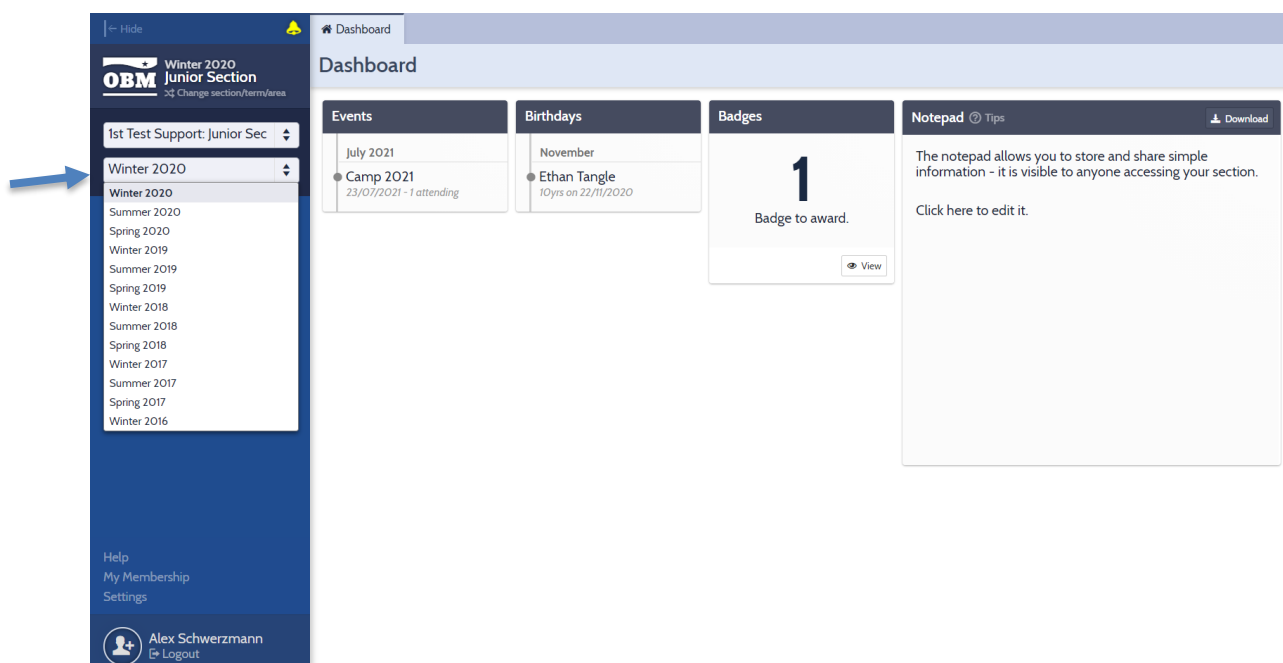 ← Hide
Dashboard
OBM
Winter 2020
Junior Section
Change section/term/area
1st Test Support: Junior Sec
Winter 2020
Winter 2020
Summer 2020
Spring 2020
Winter 2019
Summer 2019
Spring 2019
Winter 2018
Summer 2018
Spring 2018
Winter 2017
Summer 2017
Spring 2017
Winter 2016
Help
My Membership
Settings
Alex Schwerzmann
Logout
Dashboard
Events
July 2021
Camp 2021
23/07/2021 - 1 attending
Birthdays
November
Ethan Tangle
10yrs on 22/11/2020
Badges
1
Badge to award.
View
Notepad Tips
Download
The notepad allows you to store and share simple
information - it is visible to anyone accessing your section.
Click here to edit it.